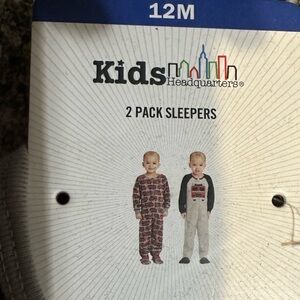 12M
Kids
Headquarters®
2 PACK SLEEPERS